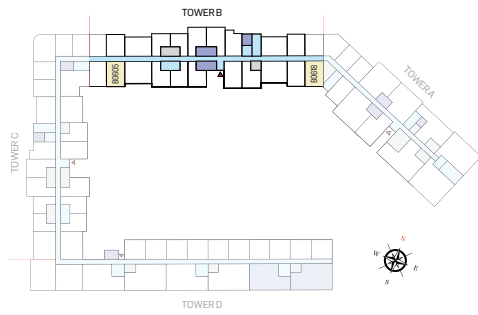 TOWER B
B0605
B0618
TOWER A
TOWER C
N
W
E
S
TOWER D